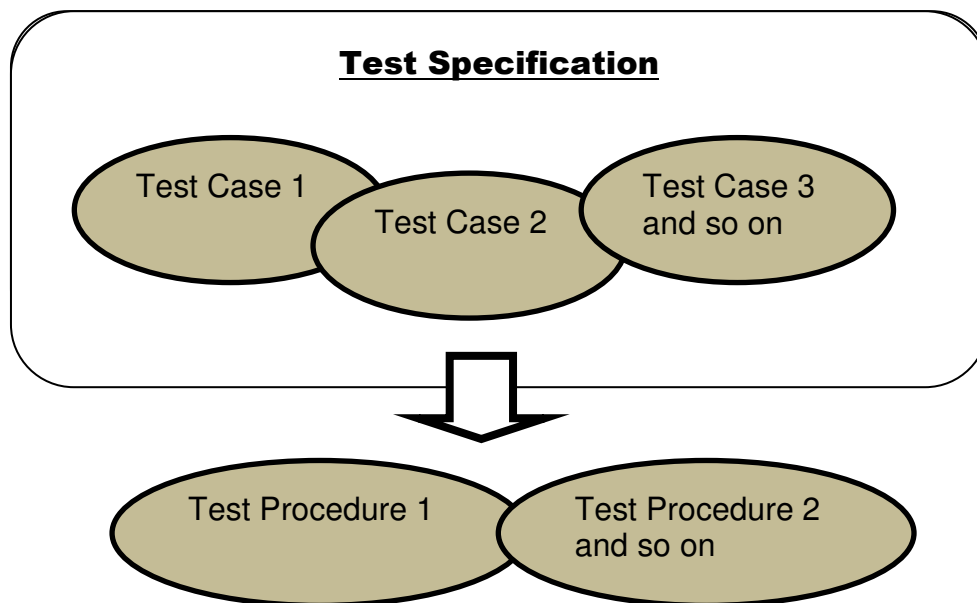 Test Specification
Test Case 1
Test Case 2
Test Case 3
and so on
Test Procedure 1
Test Procedure 2
and so on